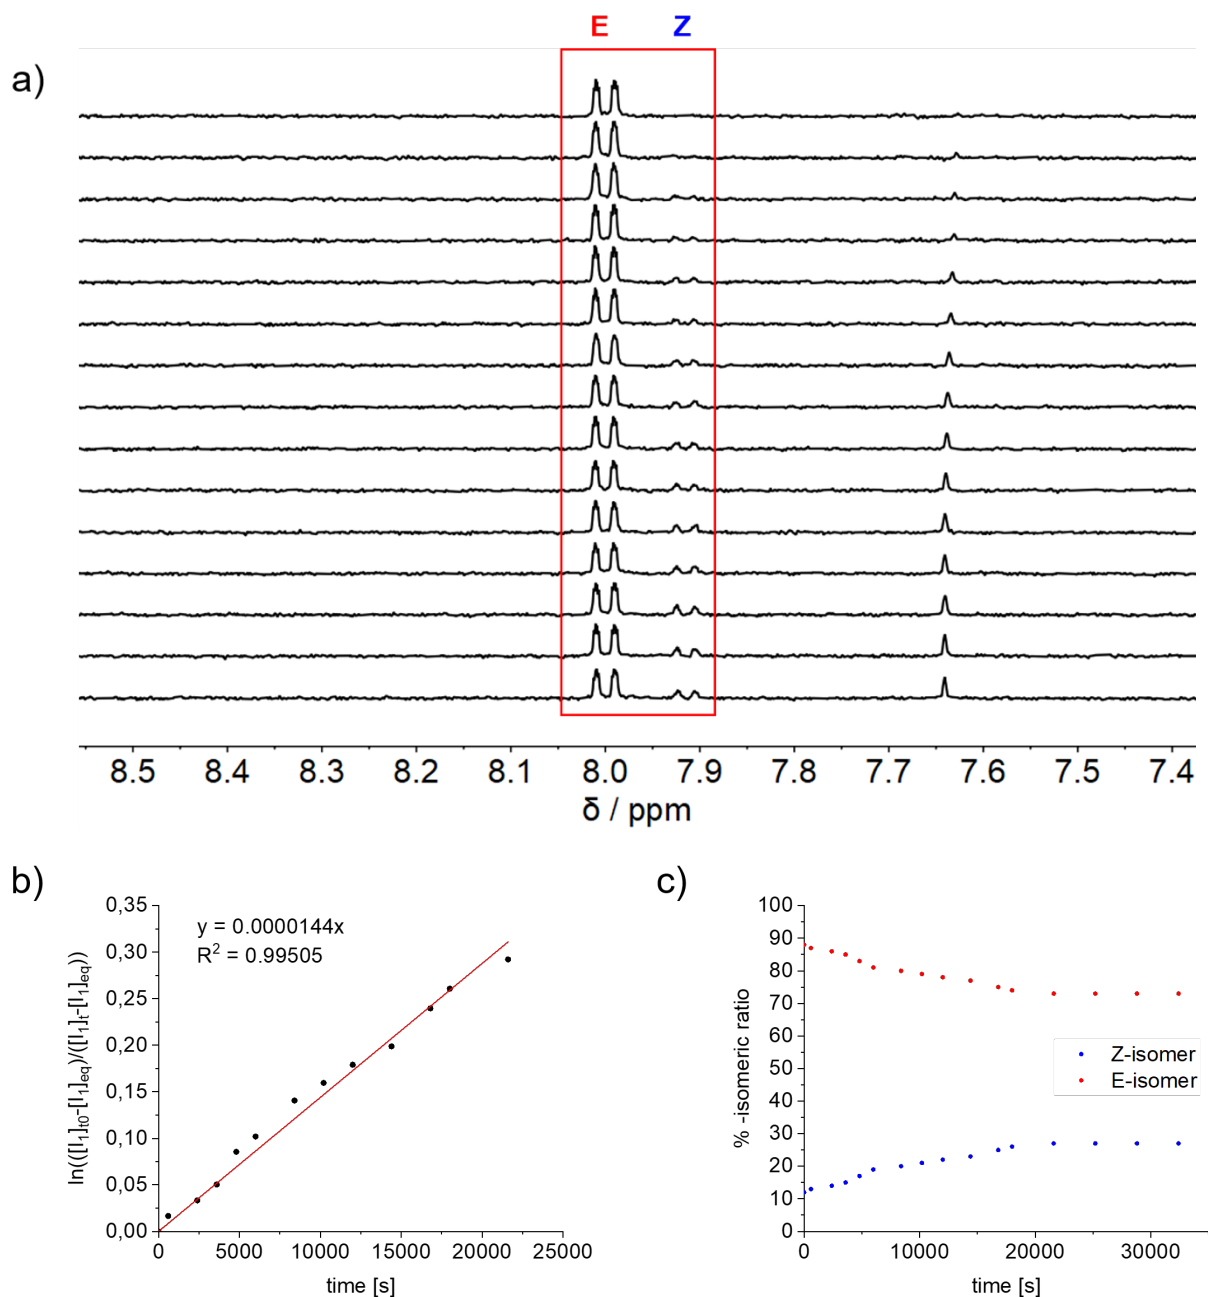 E Z
a)
8.5 8.4 8.3 8.2 8.1 8.0 7.9 7.8 7.7 7.6 7.5 7.4
δ / ppm
b)
0,35
0,30
0,25
0,20
0,15
0,10
0,05
0,00
ln(([I₁]ₜ₀-[I₁]ₑq)/([I₁]ₜ-[I₁]ₑq))
y = 0.0000144x
R² = 0.99505
0 5000 10000 15000 20000 25000
time [s]
c)
100
90
80
70
60
50
40
30
20
10
0
% -isomeric ratio
Z-isomer
E-isomer
0 10000 20000 30000
time [s]